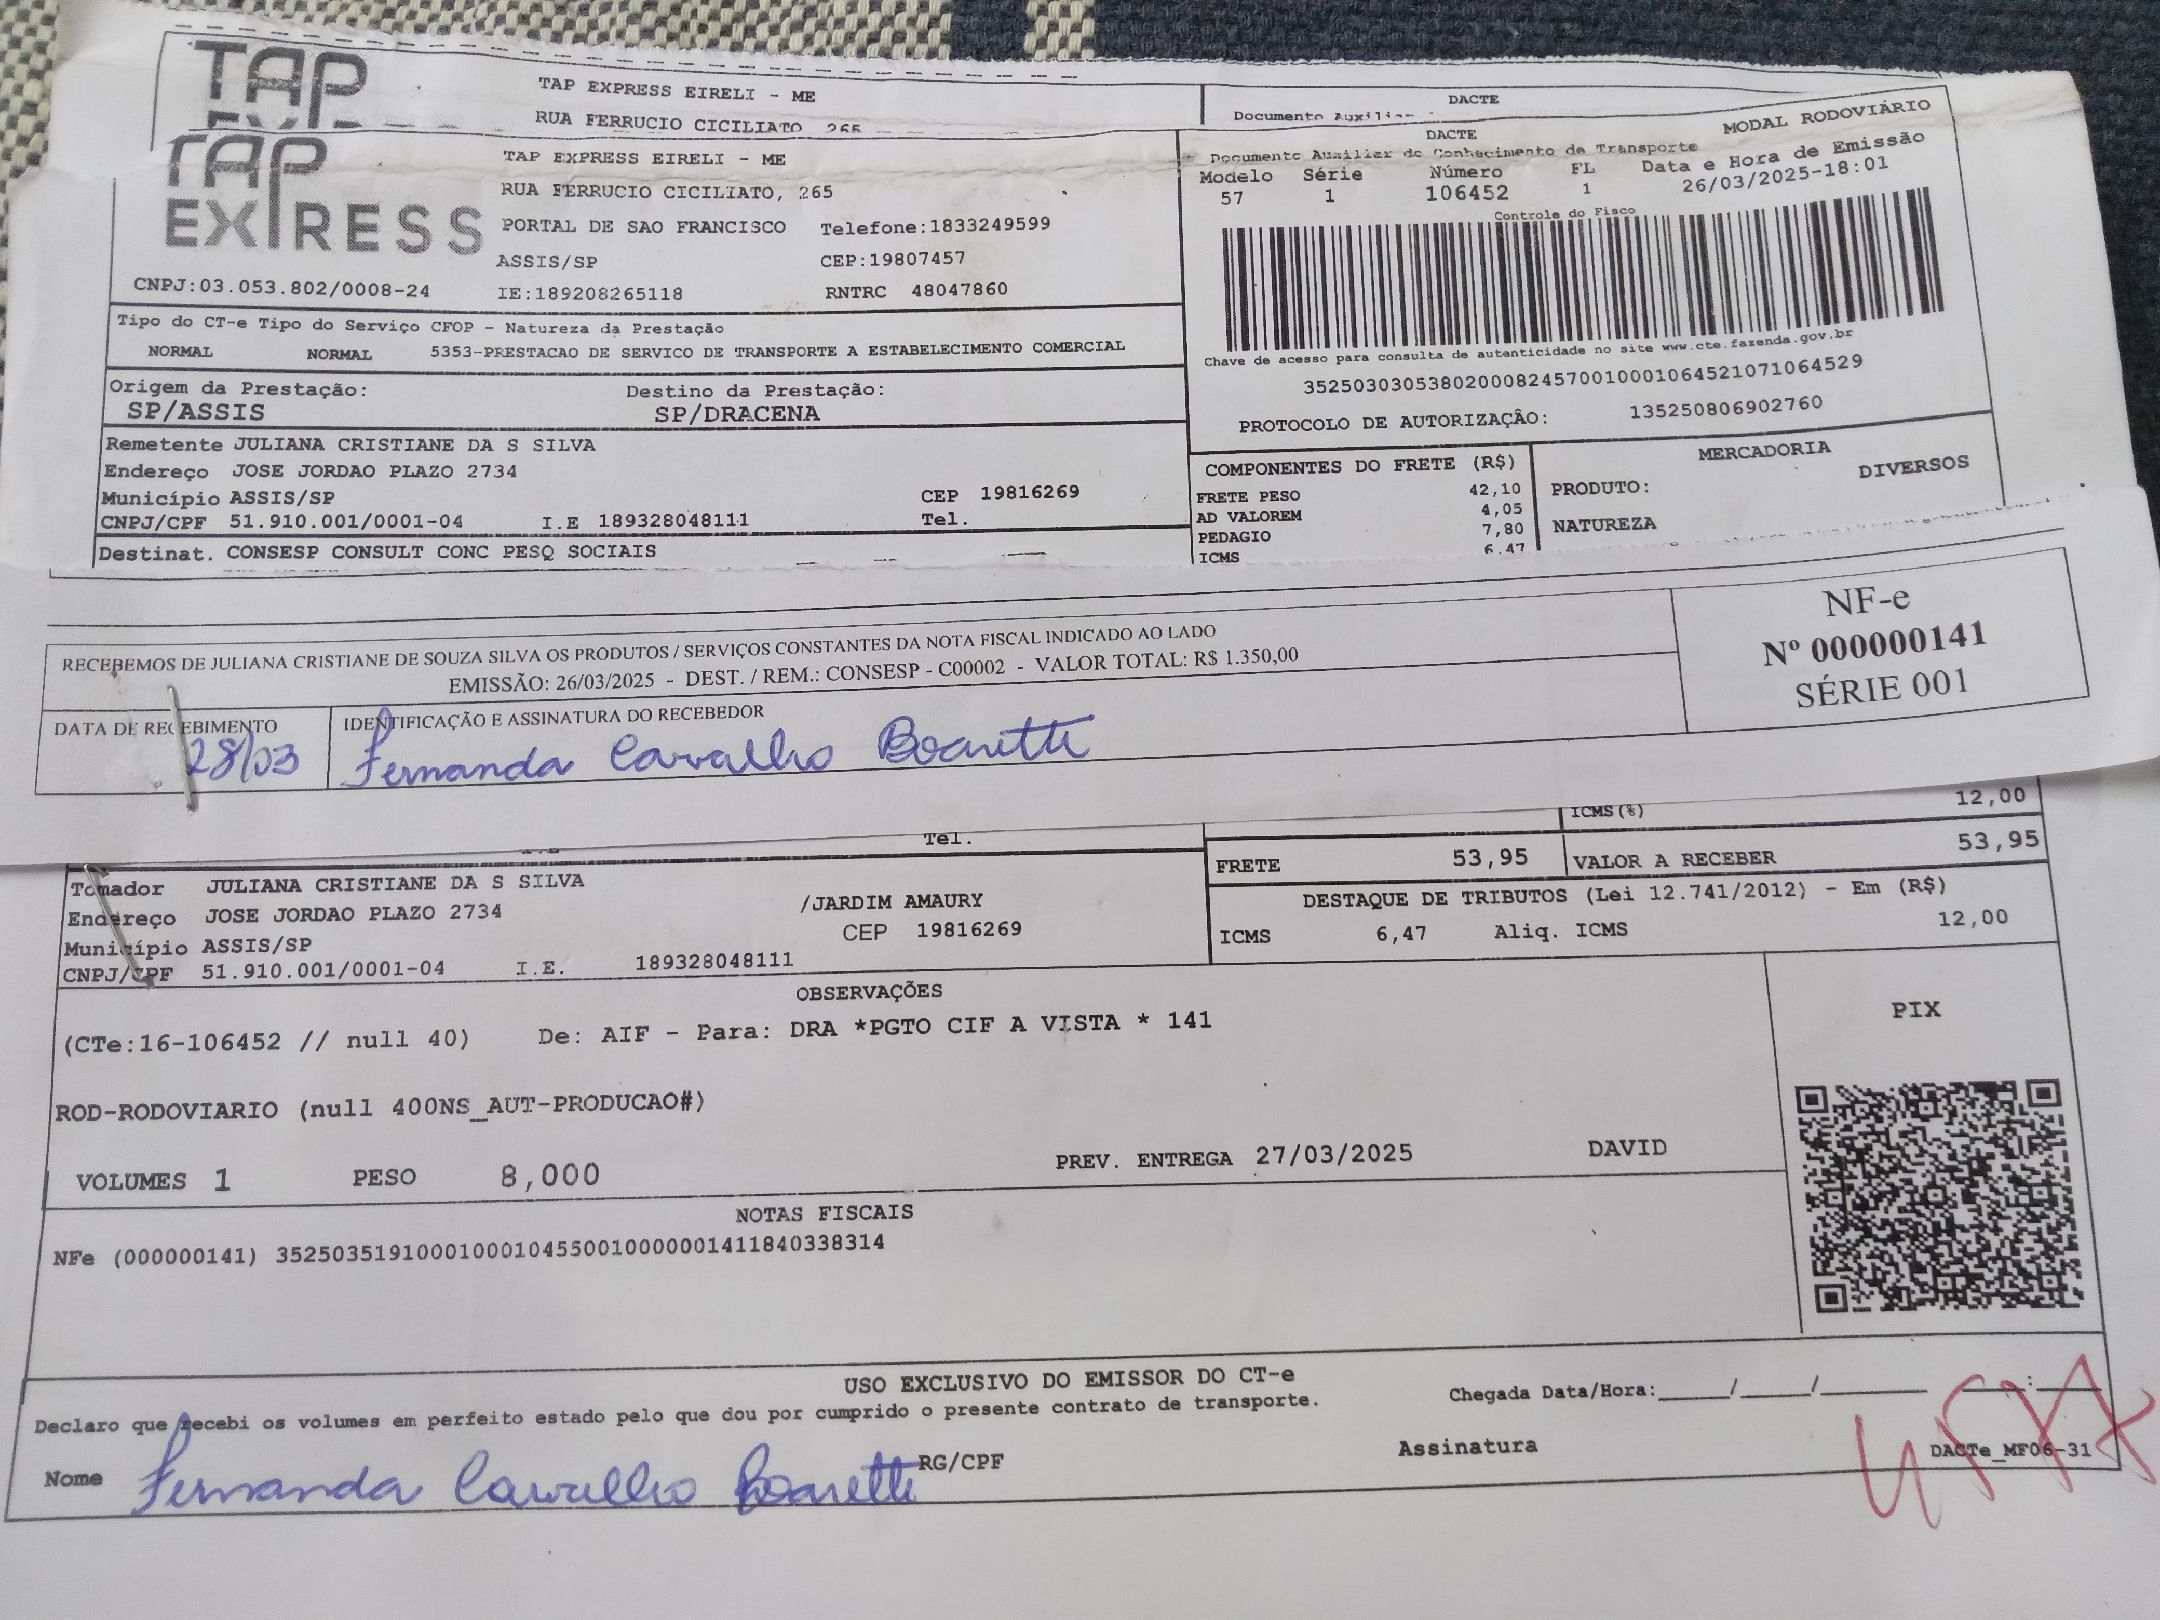 TAP
TAP EXPRESS EIRELI - ME
RUA FERRUCIO CICILIATO, 265
DACTE
Documento
TAP
EXPRESS
TAP EXPRESS EIRELI - ME
RUA FERRUCIO CICILIATO, 265
PORTAL DE SAO FRANCISCO Telefone:1833249599
ASSIS/SP CEP:19807457
CNPJ:03.053.802/0008-24 IE:189208265118 RNTRC 48047860
DACTE MODAL RODOVIÁRIO
Documento Auxiliar do Conhecimento de Transporte
Modelo Série Número FL Data e Hora de Emissão
57 1 106452 1 26/03/2025-18:01
Controle do Fisco
Chave de acesso para consulta de autenticidade no site www.cte.fazenda.gov.br
35250303053802000824570010001064521071064529
PROTOCOLO DE AUTORIZAÇÃO: 135250806902760
Tipo do CT-e Tipo do Serviço CFOP - Natureza da Prestação
NORMAL NORMAL 5353-PRESTACAO DE SERVICO DE TRANSPORTE A ESTABELECIMENTO COMERCIAL
Origem da Prestação: Destino da Prestação:
SP/ASSIS SP/DRACENA
Remetente JULIANA CRISTIANE DA S SILVA
Endereço JOSE JORDAO PLAZO 2734
Município ASSIS/SP CEP 19816269
CNPJ/CPF 51.910.001/0001-04 I.E 189328048111 Tel.
Destinat. CONSESP CONSULT CONC PESQ SOCIAIS
COMPONENTES DO FRETE (R$)
FRETE PESO 42,10
AD VALOREM 4,05
PEDAGIO 7,80
ICMS 6,47
MERCADORIA
PRODUTO: DIVERSOS
NATUREZA
RECEBEMOS DE JULIANA CRISTIANE DE SOUZA SILVA OS PRODUTOS / SERVIÇOS CONSTANTES DA NOTA FISCAL INDICADO AO LADO
EMISSÃO: 26/03/2025 - DEST. / REM.: CONSESP - C00002 - VALOR TOTAL: R$ 1.350,00
NF-e
Nº 000000141
SÉRIE 001
DATA DE RECEBIMENTO IDENTIFICAÇÃO E ASSINATURA DO RECEBEDOR
28/03 Fernanda Carvalho Boaretti
Tel.
ICMS(%) 12,00
FRETE 53,95 VALOR A RECEBER 53,95
Tomador JULIANA CRISTIANE DA S SILVA
Endereço JOSE JORDAO PLAZO 2734 /JARDIM AMAURY
Município ASSIS/SP CEP 19816269
CNPJ/CPF 51.910.001/0001-04 I.E. 189328048111
DESTAQUE DE TRIBUTOS (Lei 12.741/2012) - Em (R$)
ICMS 6,47 Aliq. ICMS 12,00
OBSERVAÇÕES
(CTe:16-106452 // null 40) De: AIF - Para: DRA *PGTO CIF A VISTA * 141
ROD-RODOVIARIO (null 400NS_AUT-PRODUCAO#)
VOLUMES 1 PESO 8,000 PREV. ENTREGA 27/03/2025 DAVID
PIX
NOTAS FISCAIS
NFe (000000141) 35250351910001000104550010000001411840338314
USO EXCLUSIVO DO EMISSOR DO CT-e
Declaro que recebi os volumes em perfeito estado pelo que dou por cumprido o presente contrato de transporte.
Chegada Data/Hora:_____/_____/_______ ____:____
Nome Fernanda Carvalho Boaretti RG/CPF Assinatura DACTe_MF06-31